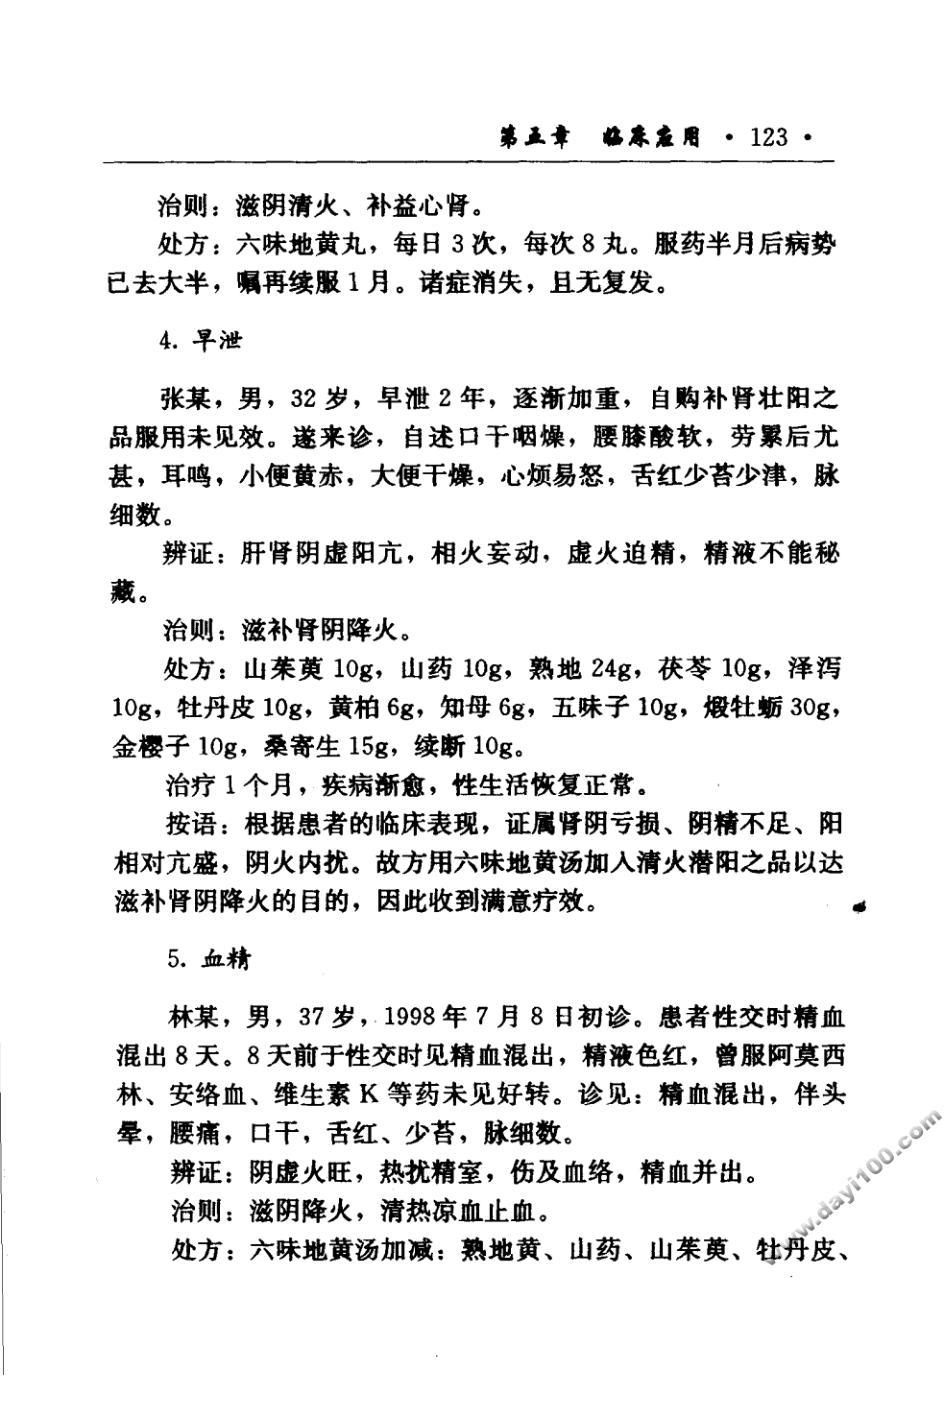 第五章 临床应用 · 123 ·
治则：滋阴清火、补益心肾。
处方：六味地黄丸，每日 3 次，每次 8 丸。服药半月后病势
已去大半，嘱再续服 1 月。诸症消失，且无复发。
4. 早泄
张某，男，32 岁，早泄 2 年，逐渐加重，自购补肾壮阳之
品服用未见效。遂来诊，自述口干咽燥，腰膝酸软，劳累后尤
甚，耳鸣，小便黄赤，大便干燥，心烦易怒，舌红少苔少津，脉
细数。
辨证：肝肾阴虚阳亢，相火妄动，虚火迫精，精液不能秘
藏。
治则：滋补肾阴降火。
处方：山茱萸 10g，山药 10g，熟地 24g，茯苓 10g，泽泻
10g，牡丹皮 10g，黄柏 6g，知母 6g，五味子 10g，煅牡蛎 30g，
金樱子 10g，桑寄生 15g，续断 10g。
治疗 1 个月，疾病渐愈，性生活恢复正常。
按语：根据患者的临床表现，证属肾阴亏损、阴精不足、阳
相对亢盛，阴火内扰。故方用六味地黄汤加入清火潜阳之品以达
滋补肾阴降火的目的，因此收到满意疗效。
5. 血精
林某，男，37 岁，1998 年 7 月 8 日初诊。患者性交时精血
混出 8 天。8 天前于性交时见精血混出，精液色红，曾服阿莫西
林、安络血、维生素 K 等药未见好转。诊见：精血混出，伴头
晕，腰痛，口干，舌红、少苔，脉细数。
辨证：阴虚火旺，热扰精室，伤及血络，精血并出。
治则：滋阴降火，清热凉血止血。
处方：六味地黄汤加减：熟地黄、山药、山茱萸、牡丹皮、
www.dayi100.com